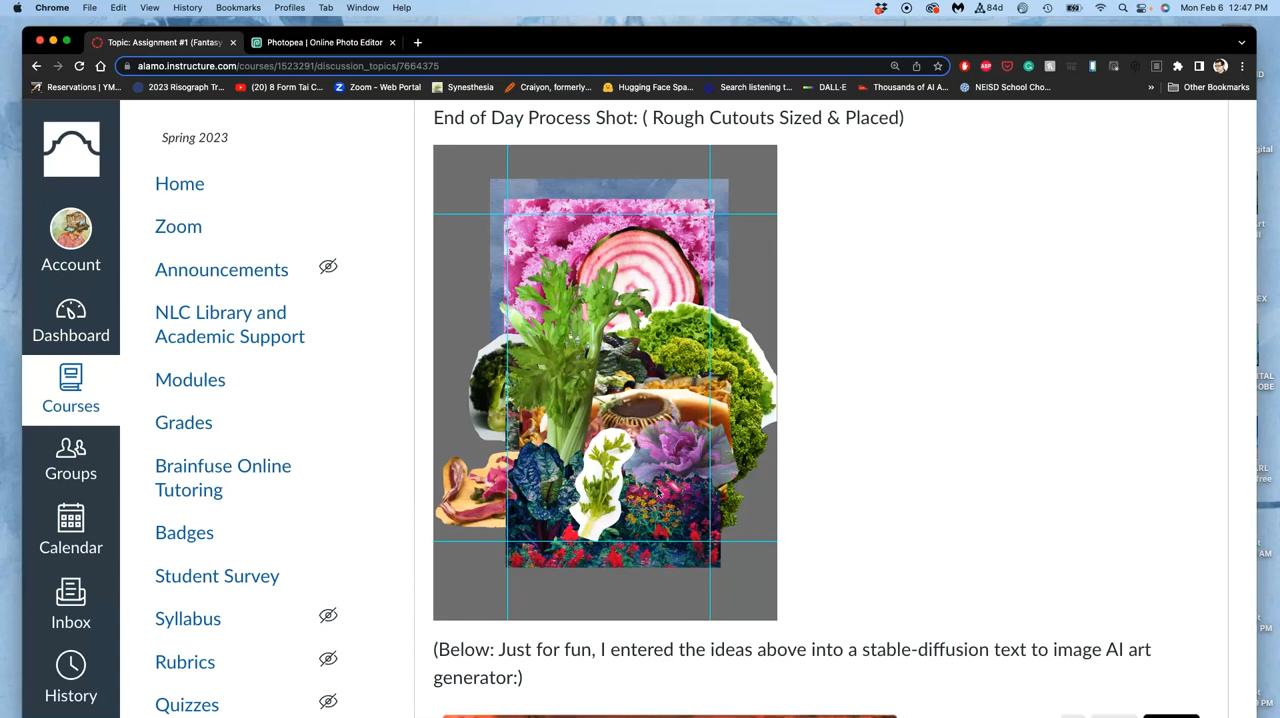 Chrome File Edit View History Bookmarks Profiles Tab Window Help
84d
Mon Feb 6 12:47 PM
Topic: Assignment #1 (Fantasy
Photopea | Online Photo Editor
alamo.instructure.com/courses/1523291/discussion_topics/7664375
Reservations | YM...
2023 Risograph Tr...
(20) 8 Form Tai C...
Zoom - Web Portal
Synesthesia
Craiyon, formerly...
Hugging Face Spa...
Search listening t...
DALL·E
Thousands of AI A...
NEISD School Cho...
»
Other Bookmarks
Spring 2023
Home
Zoom
Announcements
NLC Library and
Academic Support
Modules
Grades
Brainfuse Online
Tutoring
Badges
Student Survey
Syllabus
Rubrics
Quizzes
Account
Dashboard
Courses
Groups
Calendar
Inbox
History
End of Day Process Shot: ( Rough Cutouts Sized & Placed)
(Below: Just for fun, I entered the ideas above into a stable-diffusion text to image AI art
generator:)